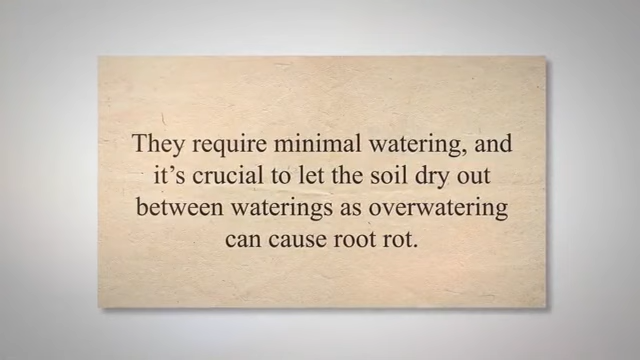 They require minimal watering, and
it's crucial to let the soil dry out
between waterings as overwatering
can cause root rot.